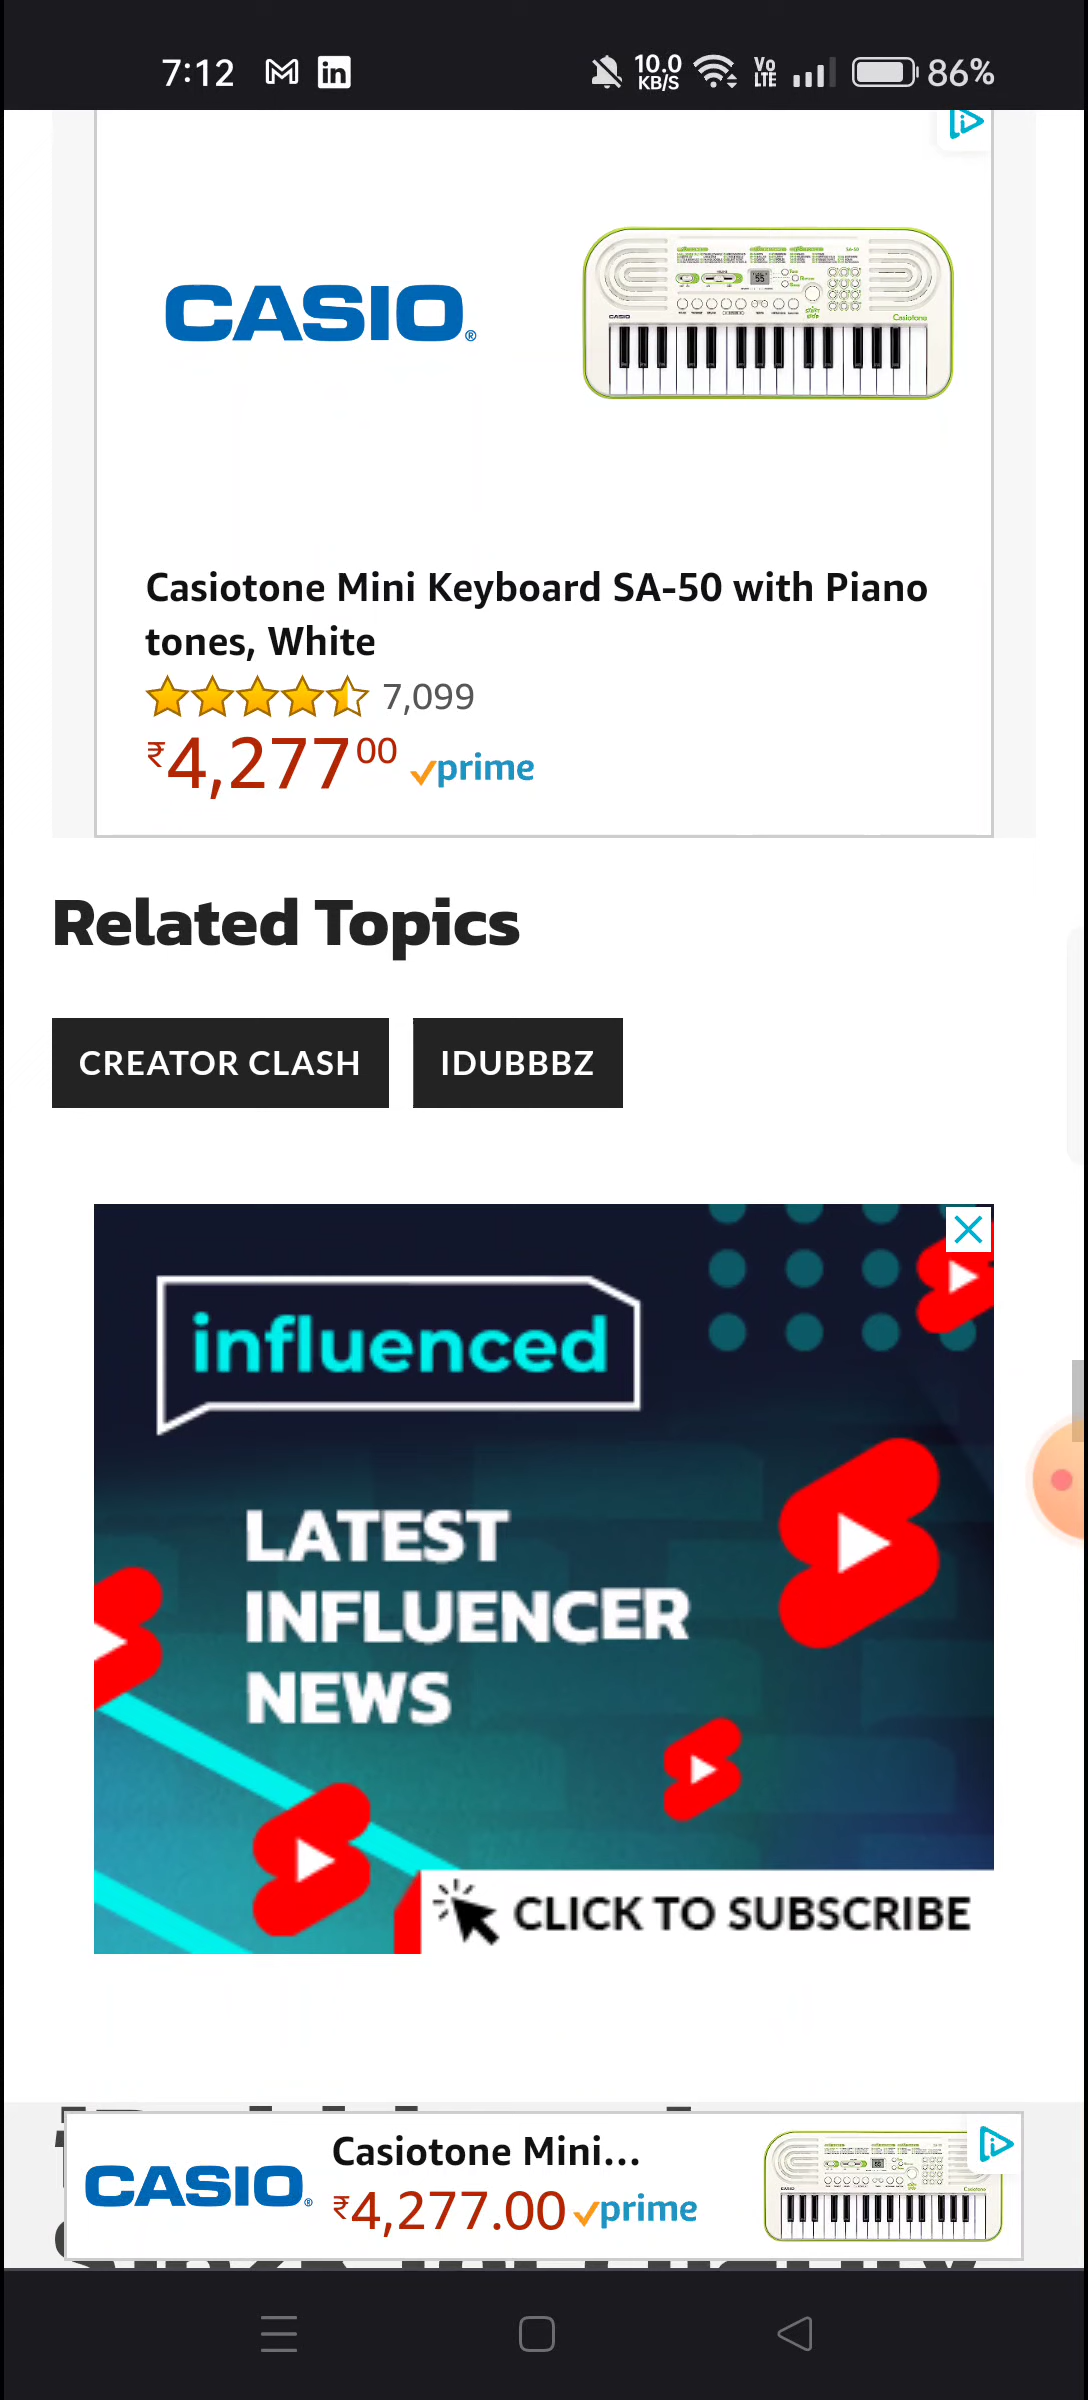 7:12 in 10.0 KB/S Vo LTE 86%
CASIO®
Casiotone Mini Keyboard SA-50 with Piano
tones, White
7,099
₹4,277 00 prime
Related Topics
CREATOR CLASH IDUBBBZ
influenced
LATEST
INFLUENCER
NEWS
CLICK TO SUBSCRIBE
CASIO® Casiotone Mini...
₹4,277.00 prime